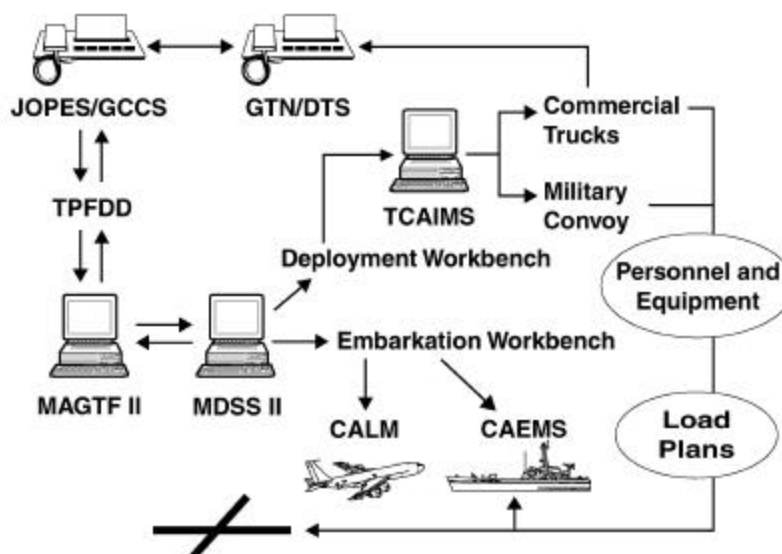 JOPES/GCCS
GTN/DTS
Commercial
Trucks
TCAIMS
Military
Convoy
TPFDD
Deployment Workbench
Personnel and
Equipment
MAGTF II
MDSS II
Embarkation Workbench
CALM
CAEMS
Load
Plans